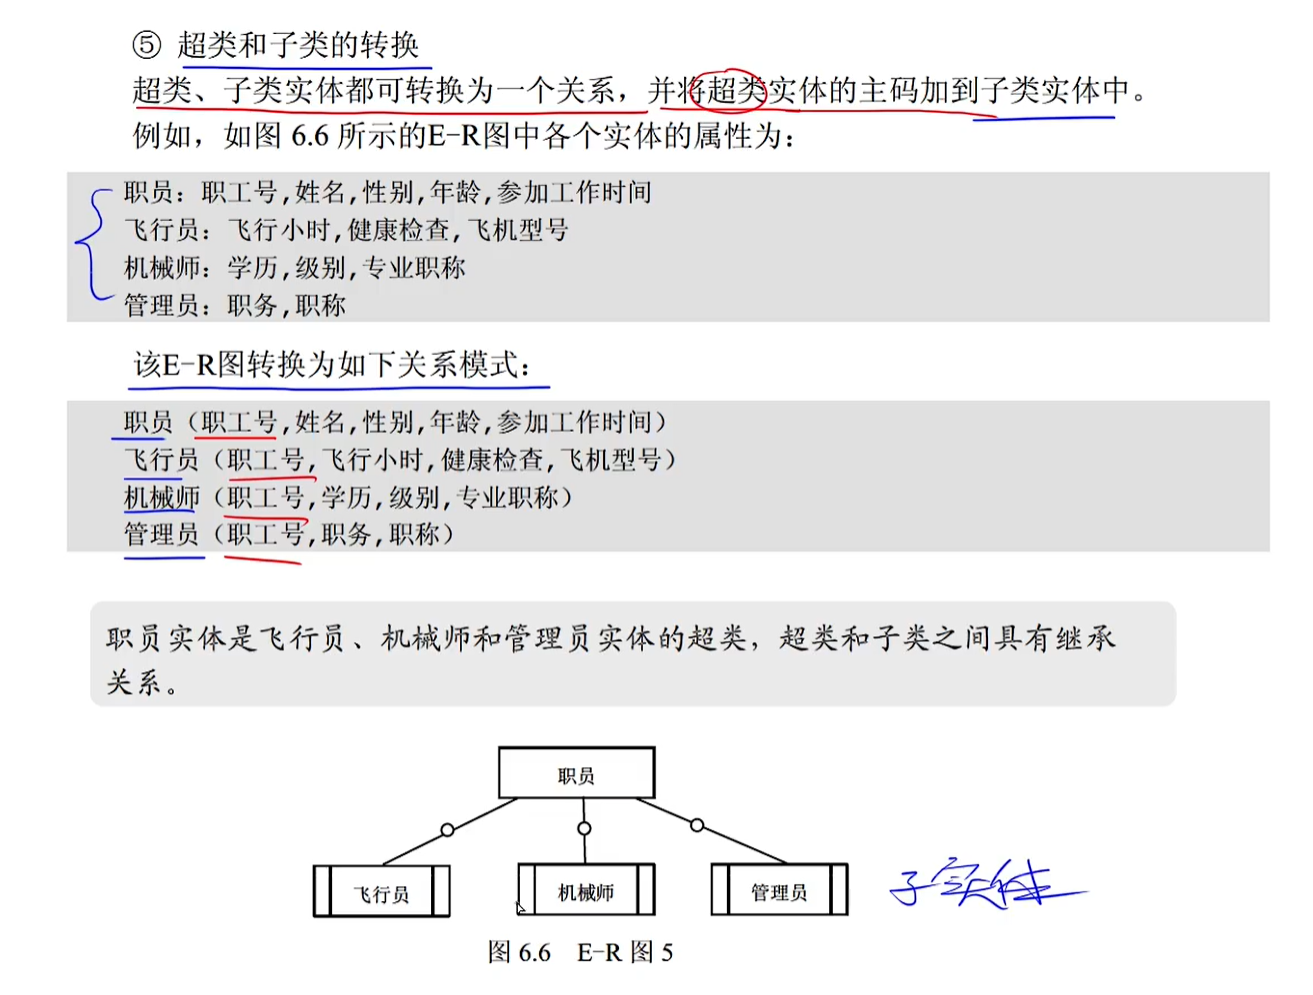 ⑤ 超类和子类的转换
超类、子类实体都可转换为一个关系，并将超类实体的主码加到子类实体中。
例如，如图 6.6 所示的E-R图中各个实体的属性为：
职员：职工号,姓名,性别,年龄,参加工作时间
飞行员：飞行小时,健康检查,飞机型号
机械师：学历,级别,专业职称
管理员：职务,职称
该E-R图转换为如下关系模式：
职员（职工号,姓名,性别,年龄,参加工作时间）
飞行员（职工号,飞行小时,健康检查,飞机型号）
机械师（职工号,学历,级别,专业职称）
管理员（职工号,职务,职称）
职员实体是飞行员、机械师和管理员实体的超类，超类和子类之间具有继承
关系。
职员
飞行员 机械师 管理员 子实体
图 6.6 E-R 图 5